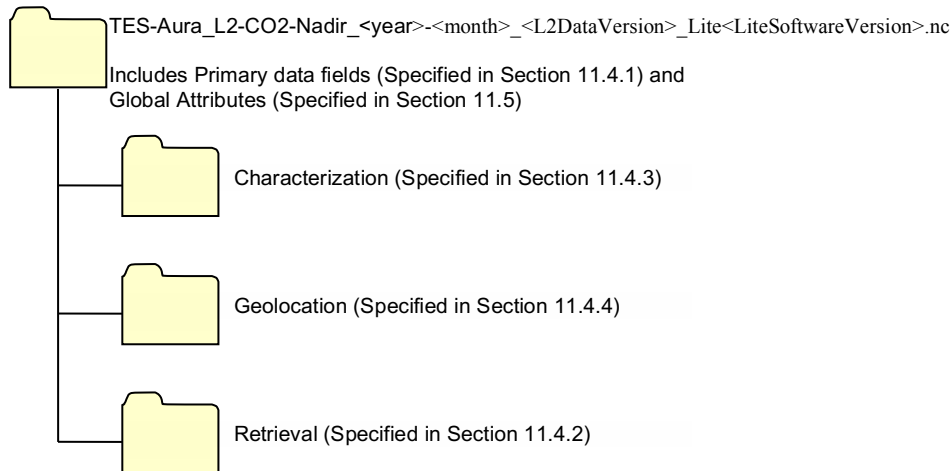 TES-Aura_L2-CO2-Nadir_<year>-<month>_<L2DataVersion>_Lite<LiteSoftwareVersion>.nc
Includes Primary data fields (Specified in Section 11.4.1) and
Global Attributes (Specified in Section 11.5)
Characterization (Specified in Section 11.4.3)
Geolocation (Specified in Section 11.4.4)
Retrieval (Specified in Section 11.4.2)